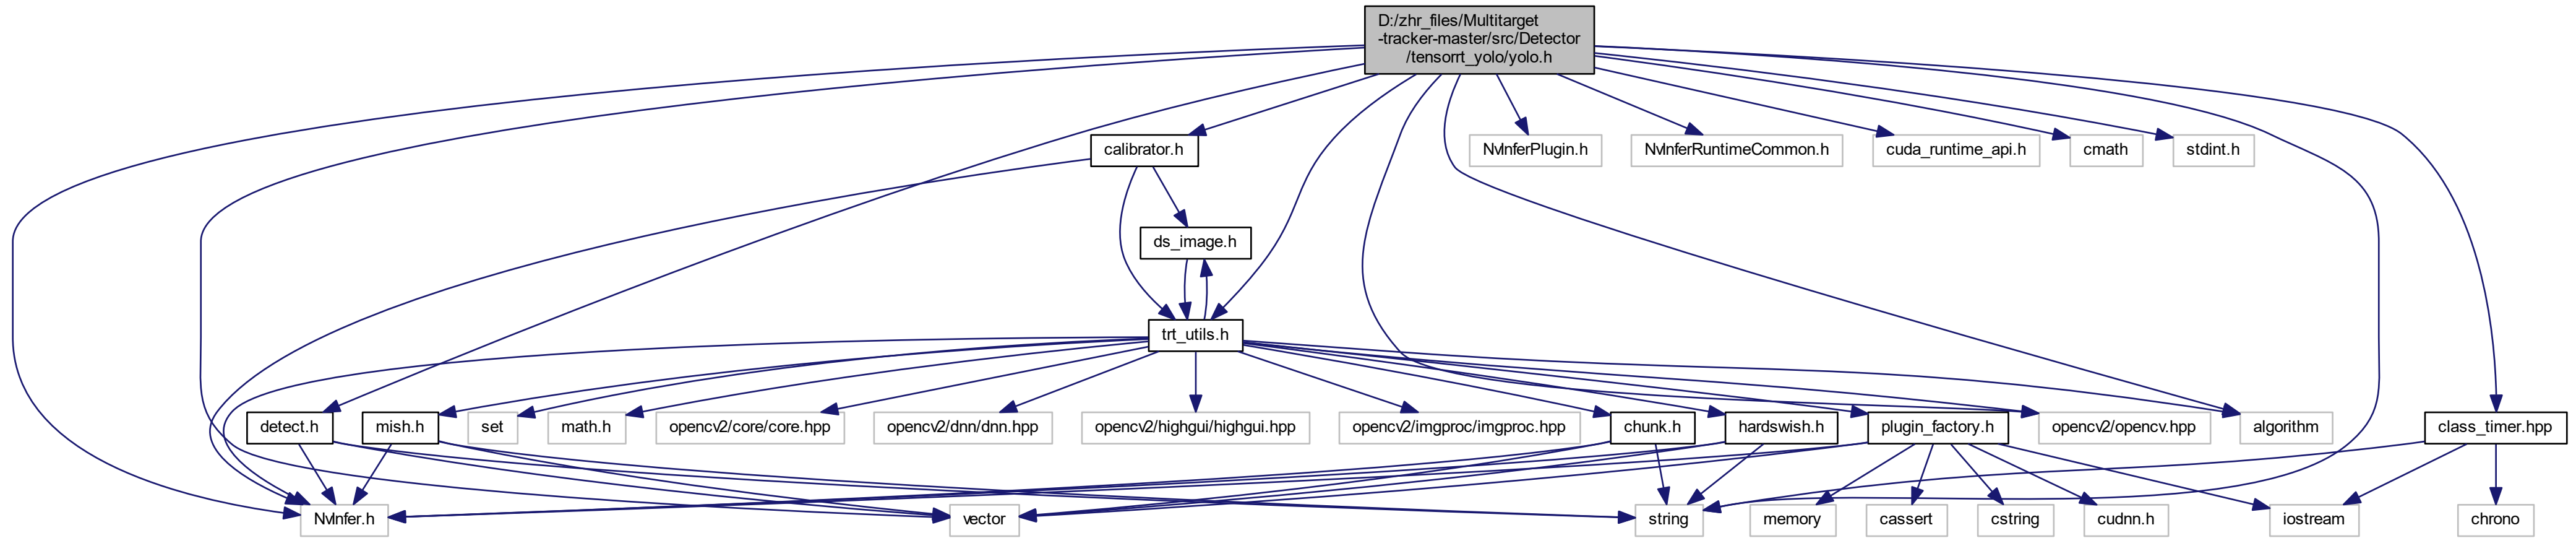 D:/zhr_files/Multitarget
-tracker-master/src/Detector
/tensorrt_yolo/yolo.h
calibrator.h
NvInferPlugin.h
NvInferRuntimeCommon.h
cuda_runtime_api.h
cmath
stdint.h
ds_image.h
trt_utils.h
detect.h
mish.h
set
math.h
opencv2/core/core.hpp
opencv2/dnn/dnn.hpp
opencv2/highgui/highgui.hpp
opencv2/imgproc/imgproc.hpp
chunk.h
hardswish.h
plugin_factory.h
opencv2/opencv.hpp
algorithm
class_timer.hpp
NvInfer.h
vector
string
memory
cassert
cstring
cudnn.h
iostream
chrono